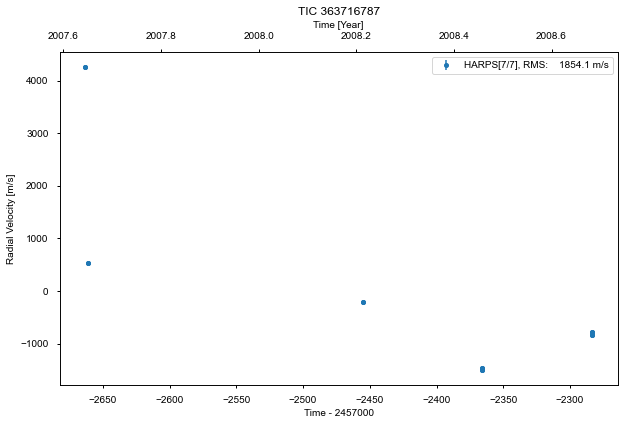 TIC 363716787
Time [Year]
2007.6 2007.8 2008.0 2008.2 2008.4 2008.6
HARPS[7/7], RMS: 1854.1 m/s
4000
3000
2000
1000
0
−1000
Radial Velocity [m/s]
−2650 −2600 −2550 −2500 −2450 −2400 −2350 −2300
Time - 2457000